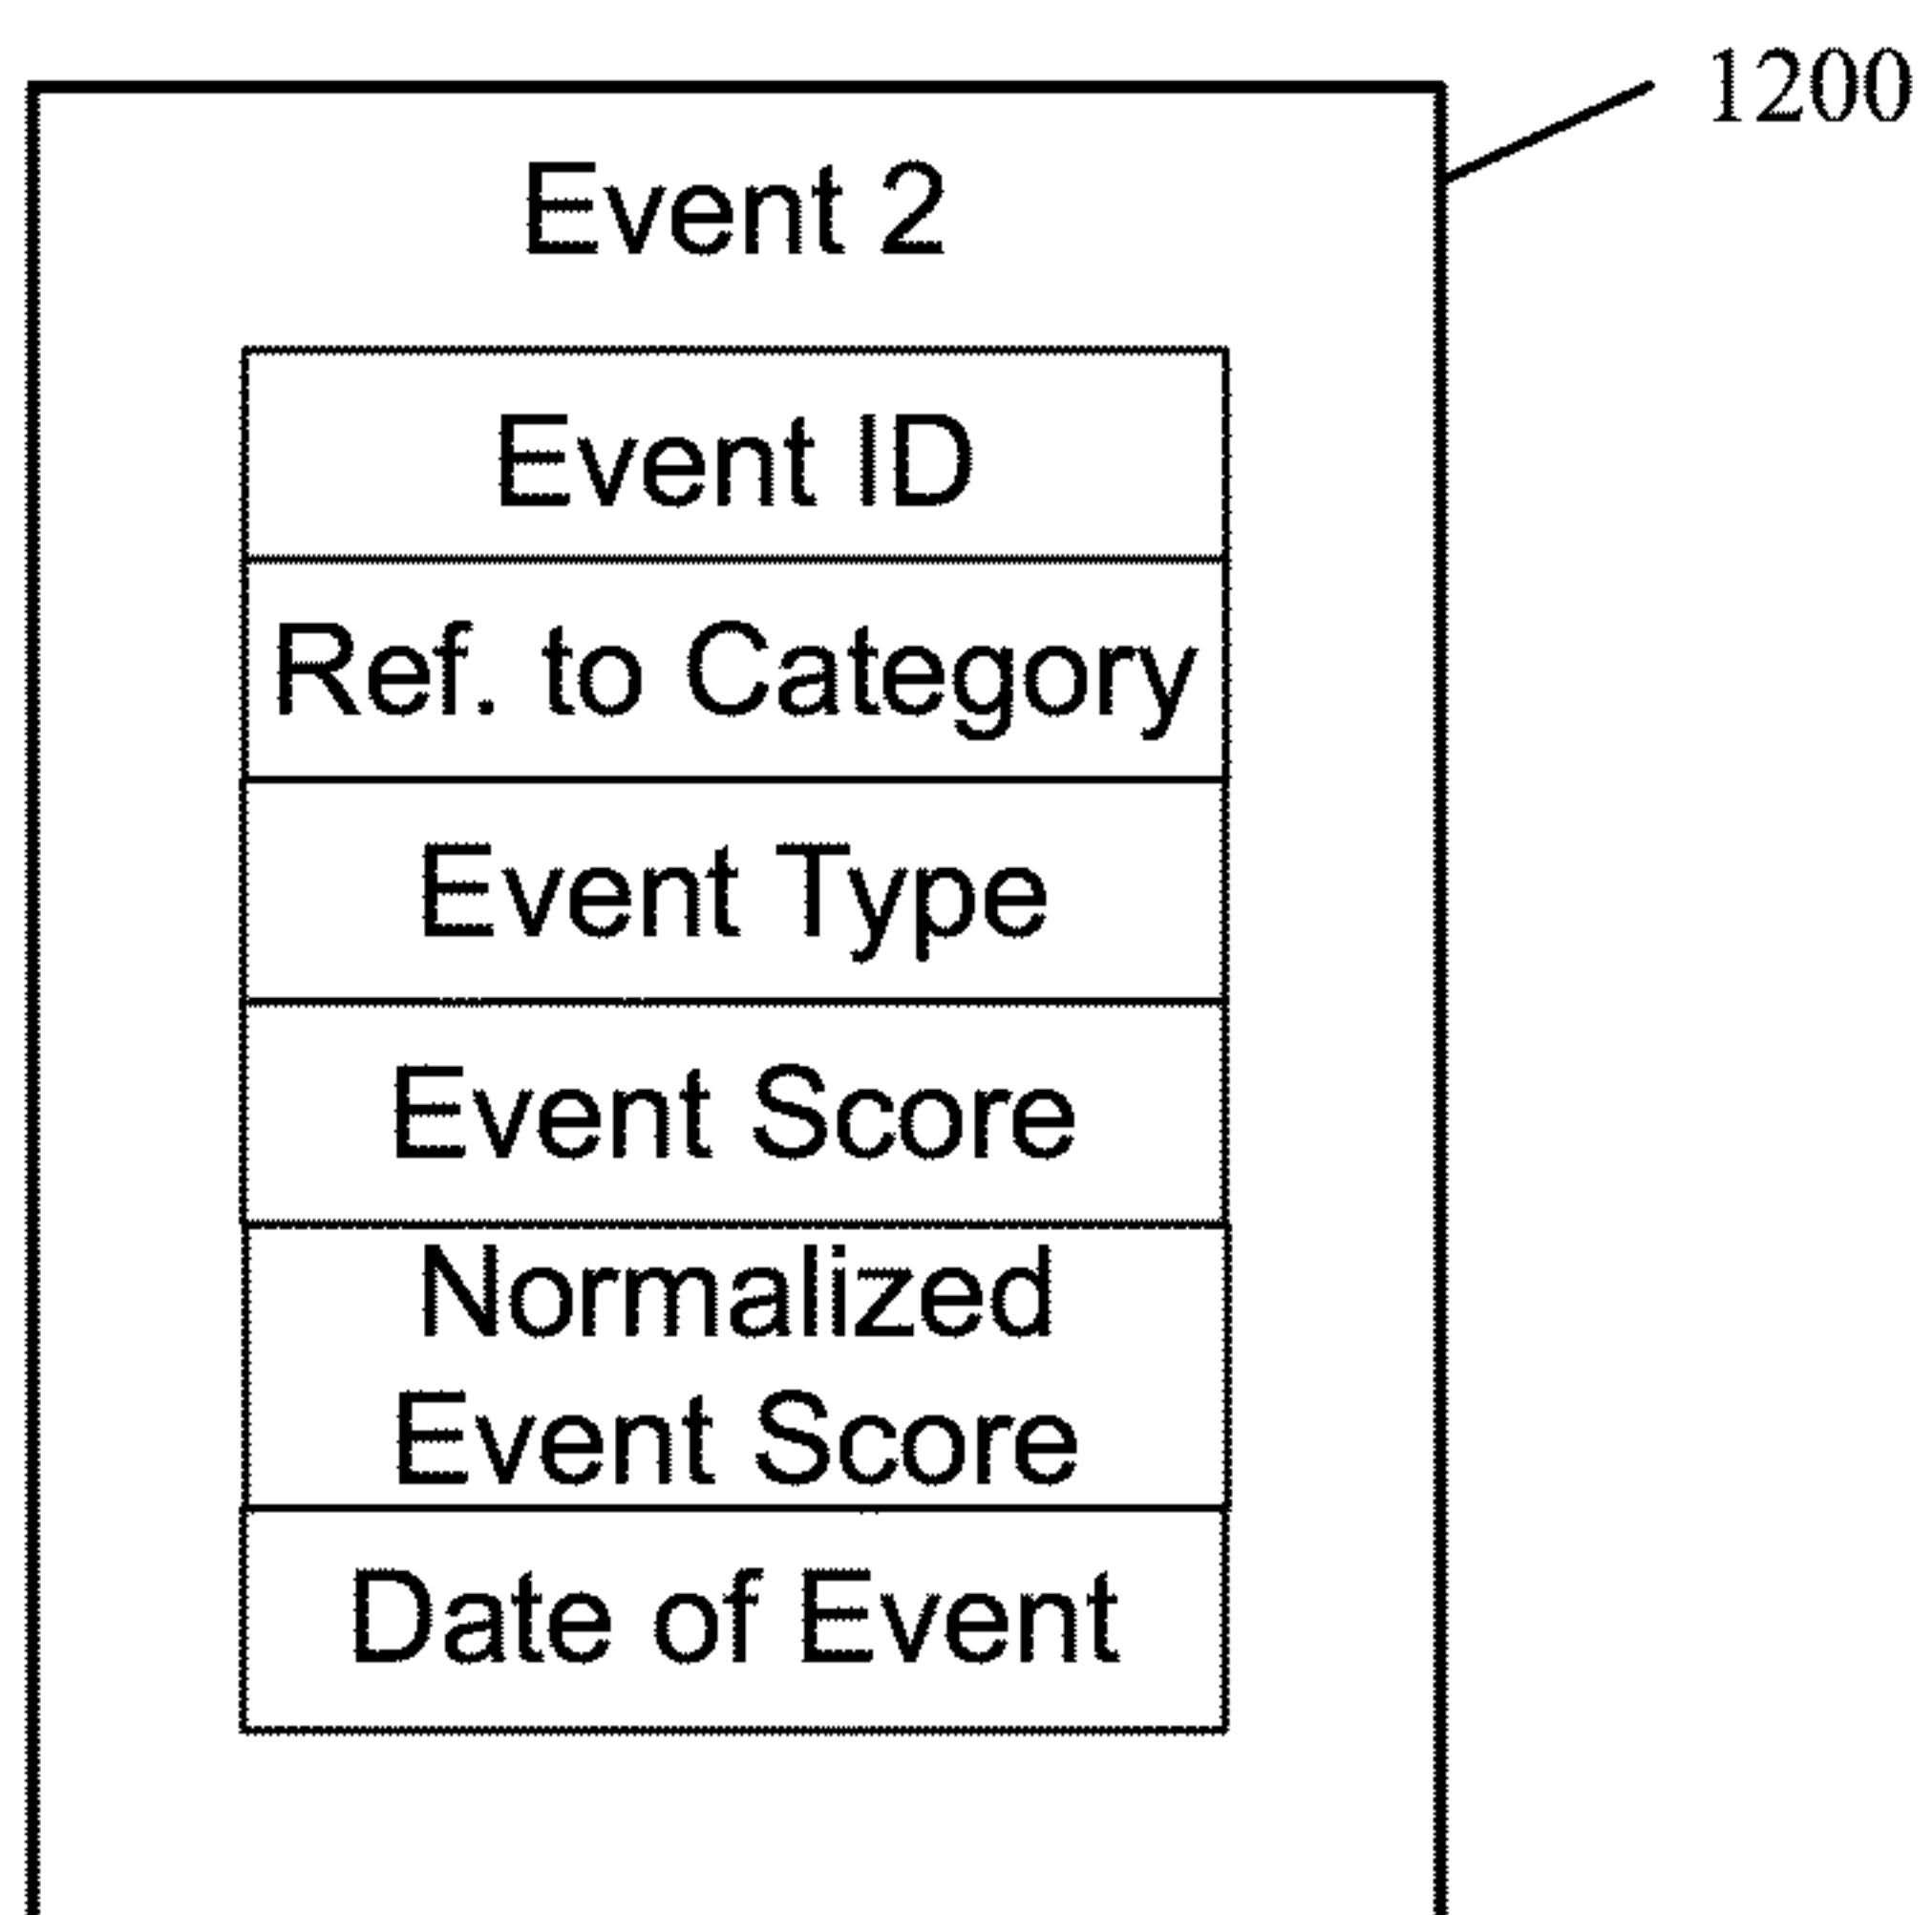 1200
Event 2
Event ID
Ref. to Category
Event Type
Event Score
Normalized
Event Score
Date of Event